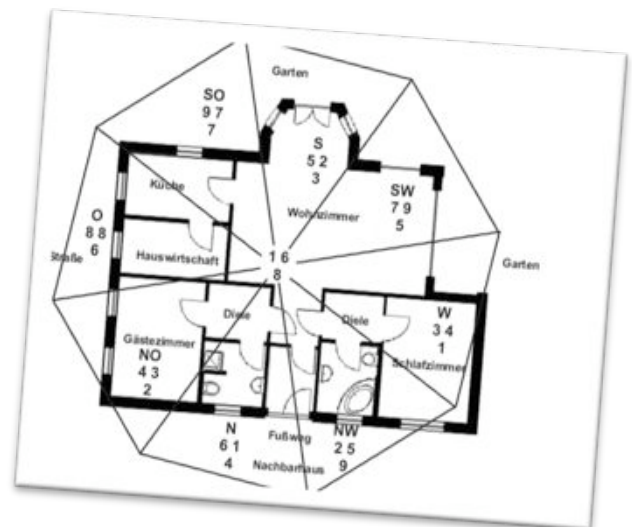 Garten
SO
9 7
7
S
5 2
3
Küche
SW
7 9
5
Wohnzimmer
O
8 8
6
Straße
Hauswirtschaft
1 6
8
Garten
Diele
Diele
W
3 4
1
Schlafzimmer
Gästezimmer
NO
4 3
2
N
6 1
4
Fußweg
NW
2 5
9
Nachbarhaus